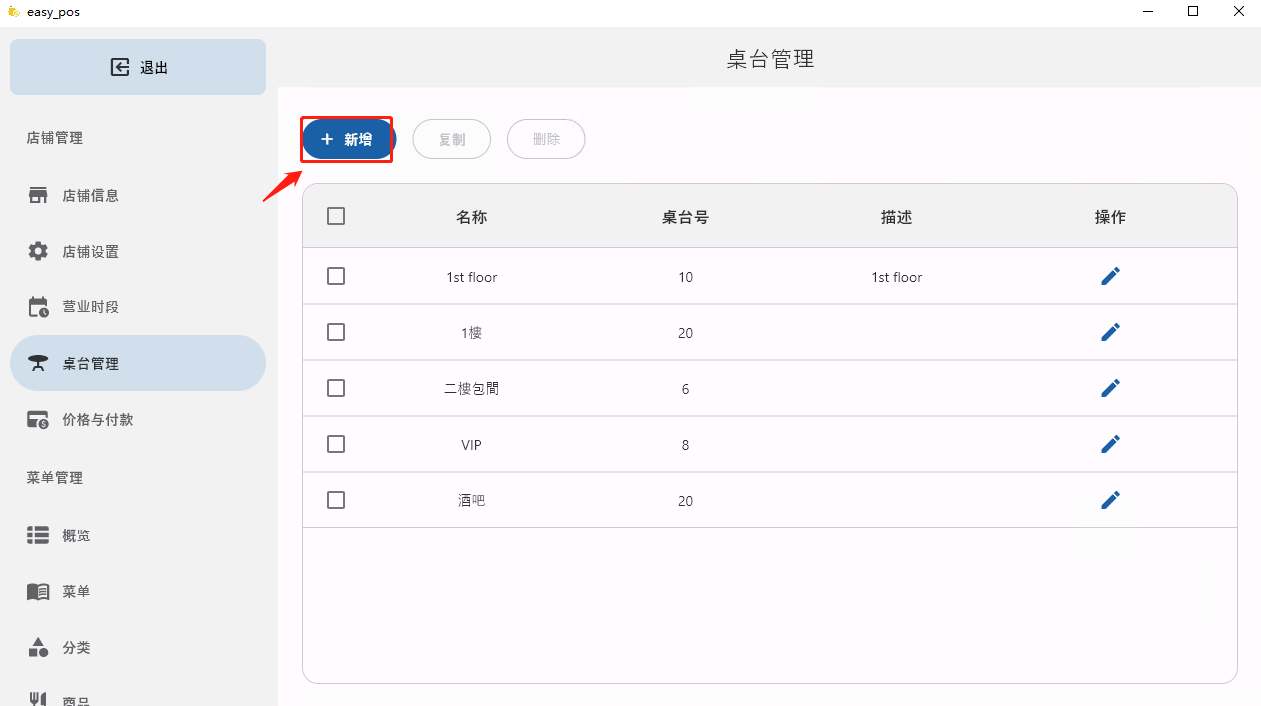 easy_pos
退出
桌台管理
店铺管理
店铺信息
店铺设置
营业时段
桌台管理
价格与付款
菜单管理
概览
菜单
分类
商品
+ 新增 复制 删除
名称 桌台号 描述 操作
1st floor 10 1st floor
1樓 20
二樓包間 6
VIP 8
酒吧 20